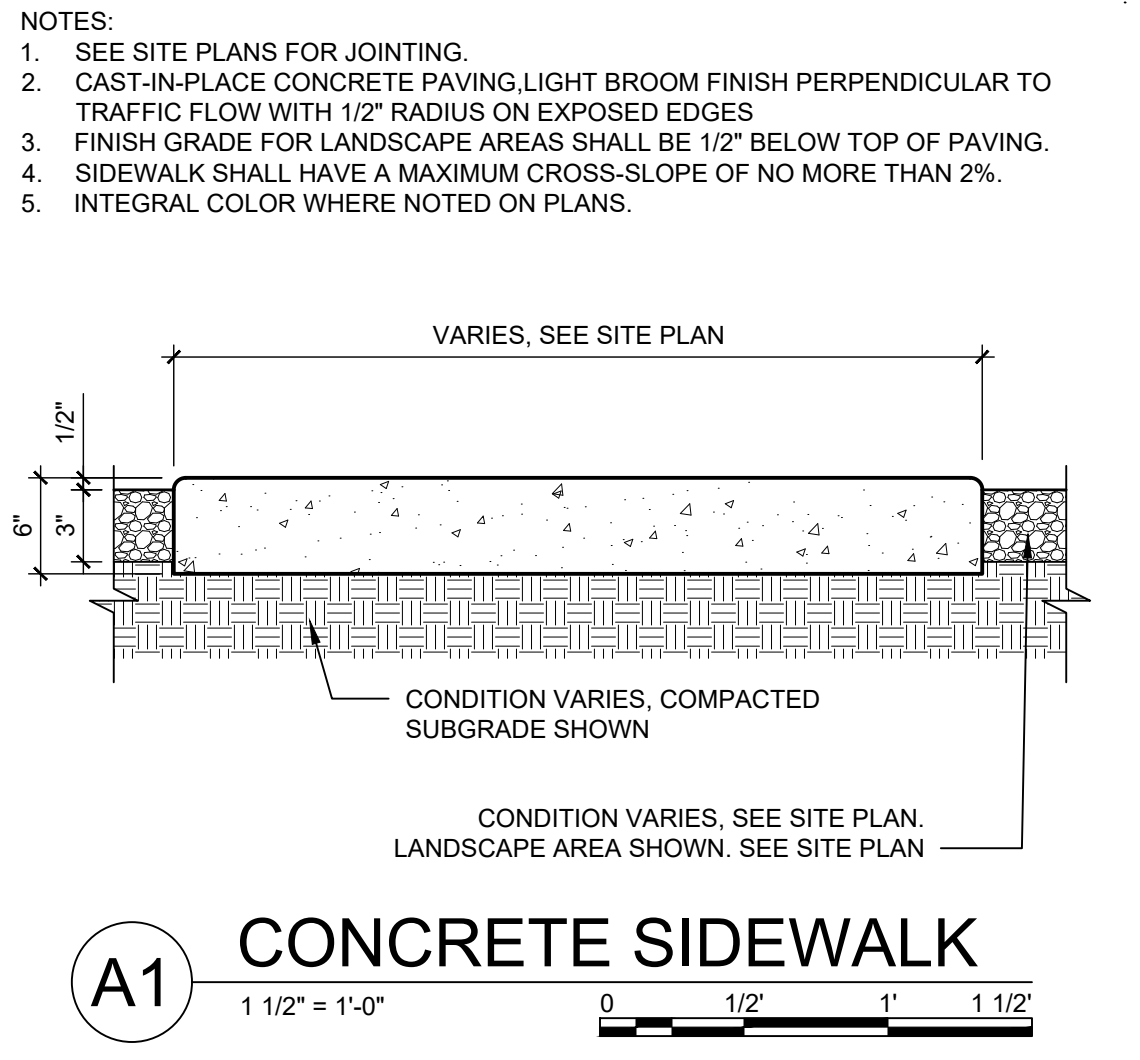 NOTES:
1. SEE SITE PLANS FOR JOINTING.
2. CAST-IN-PLACE CONCRETE PAVING,LIGHT BROOM FINISH PERPENDICULAR TO
TRAFFIC FLOW WITH 1/2" RADIUS ON EXPOSED EDGES
3. FINISH GRADE FOR LANDSCAPE AREAS SHALL BE 1/2" BELOW TOP OF PAVING.
4. SIDEWALK SHALL HAVE A MAXIMUM CROSS-SLOPE OF NO MORE THAN 2%.
5. INTEGRAL COLOR WHERE NOTED ON PLANS.
VARIES, SEE SITE PLAN
1/2"
6"
3"
CONDITION VARIES, COMPACTED
SUBGRADE SHOWN
CONDITION VARIES, SEE SITE PLAN.
LANDSCAPE AREA SHOWN. SEE SITE PLAN
A1
CONCRETE SIDEWALK
1 1/2" = 1'-0"
0 1/2' 1' 1 1/2'